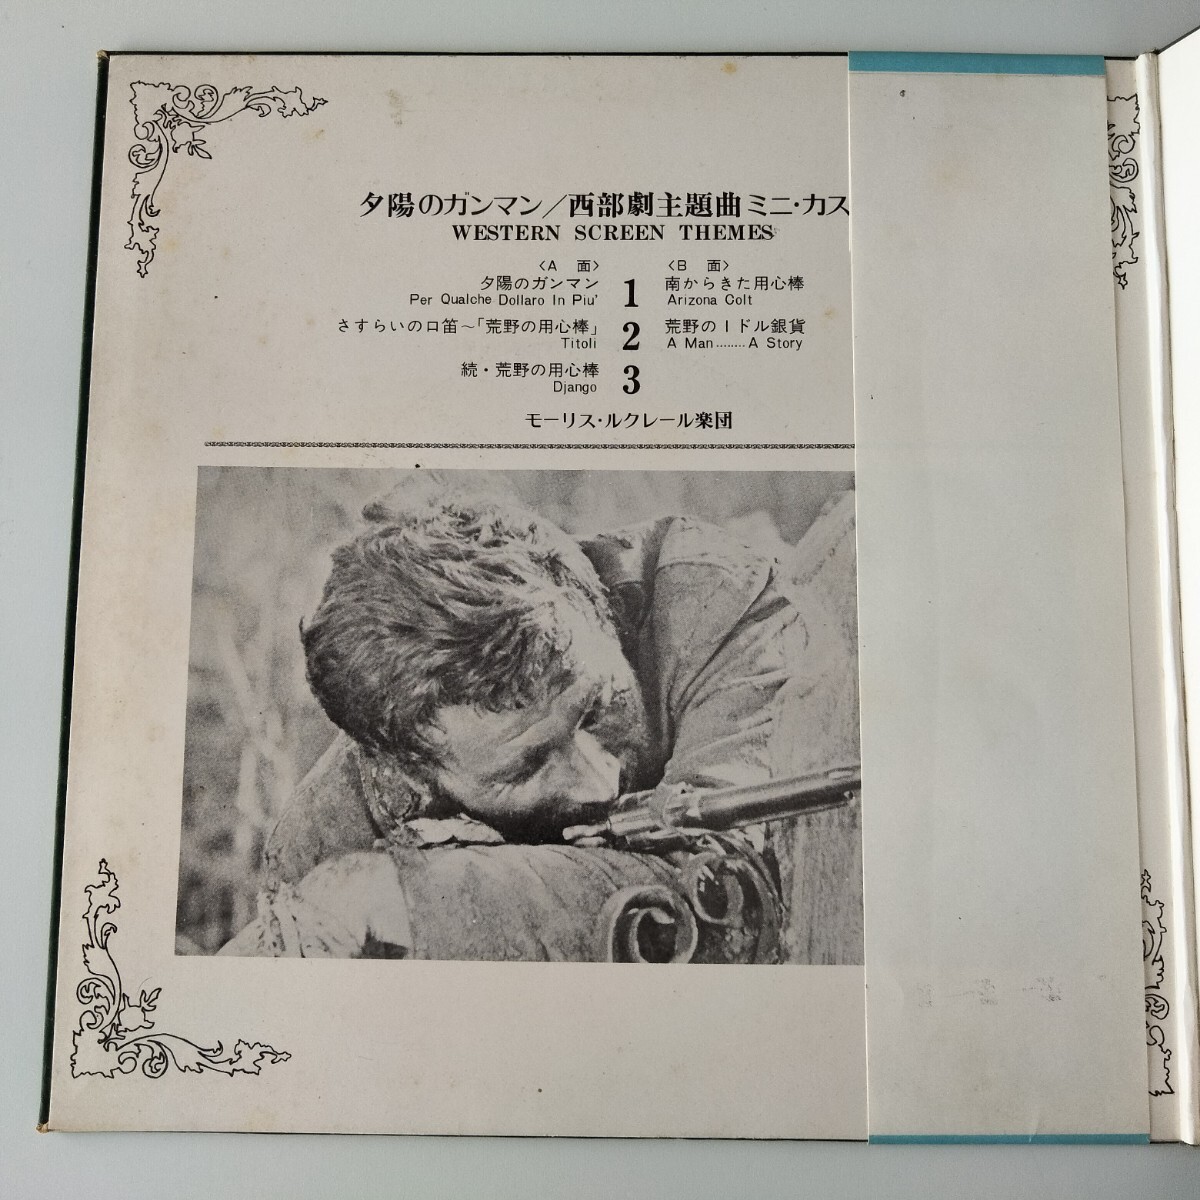 夕陽のガンマン/西部劇主題曲ミニ・カス
WESTERN SCREEN THEMES
〈A 面〉
夕陽のガンマン 1
Per Qualche Dollaro In Piu'
さすらいの口笛〜「荒野の用心棒」 2
Titoli
続・荒野の用心棒 3
Django
〈B 面〉
南からきた用心棒
Arizona Colt
荒野の1ドル銀貨
A Man........A Story
モーリス・ルクレール楽団